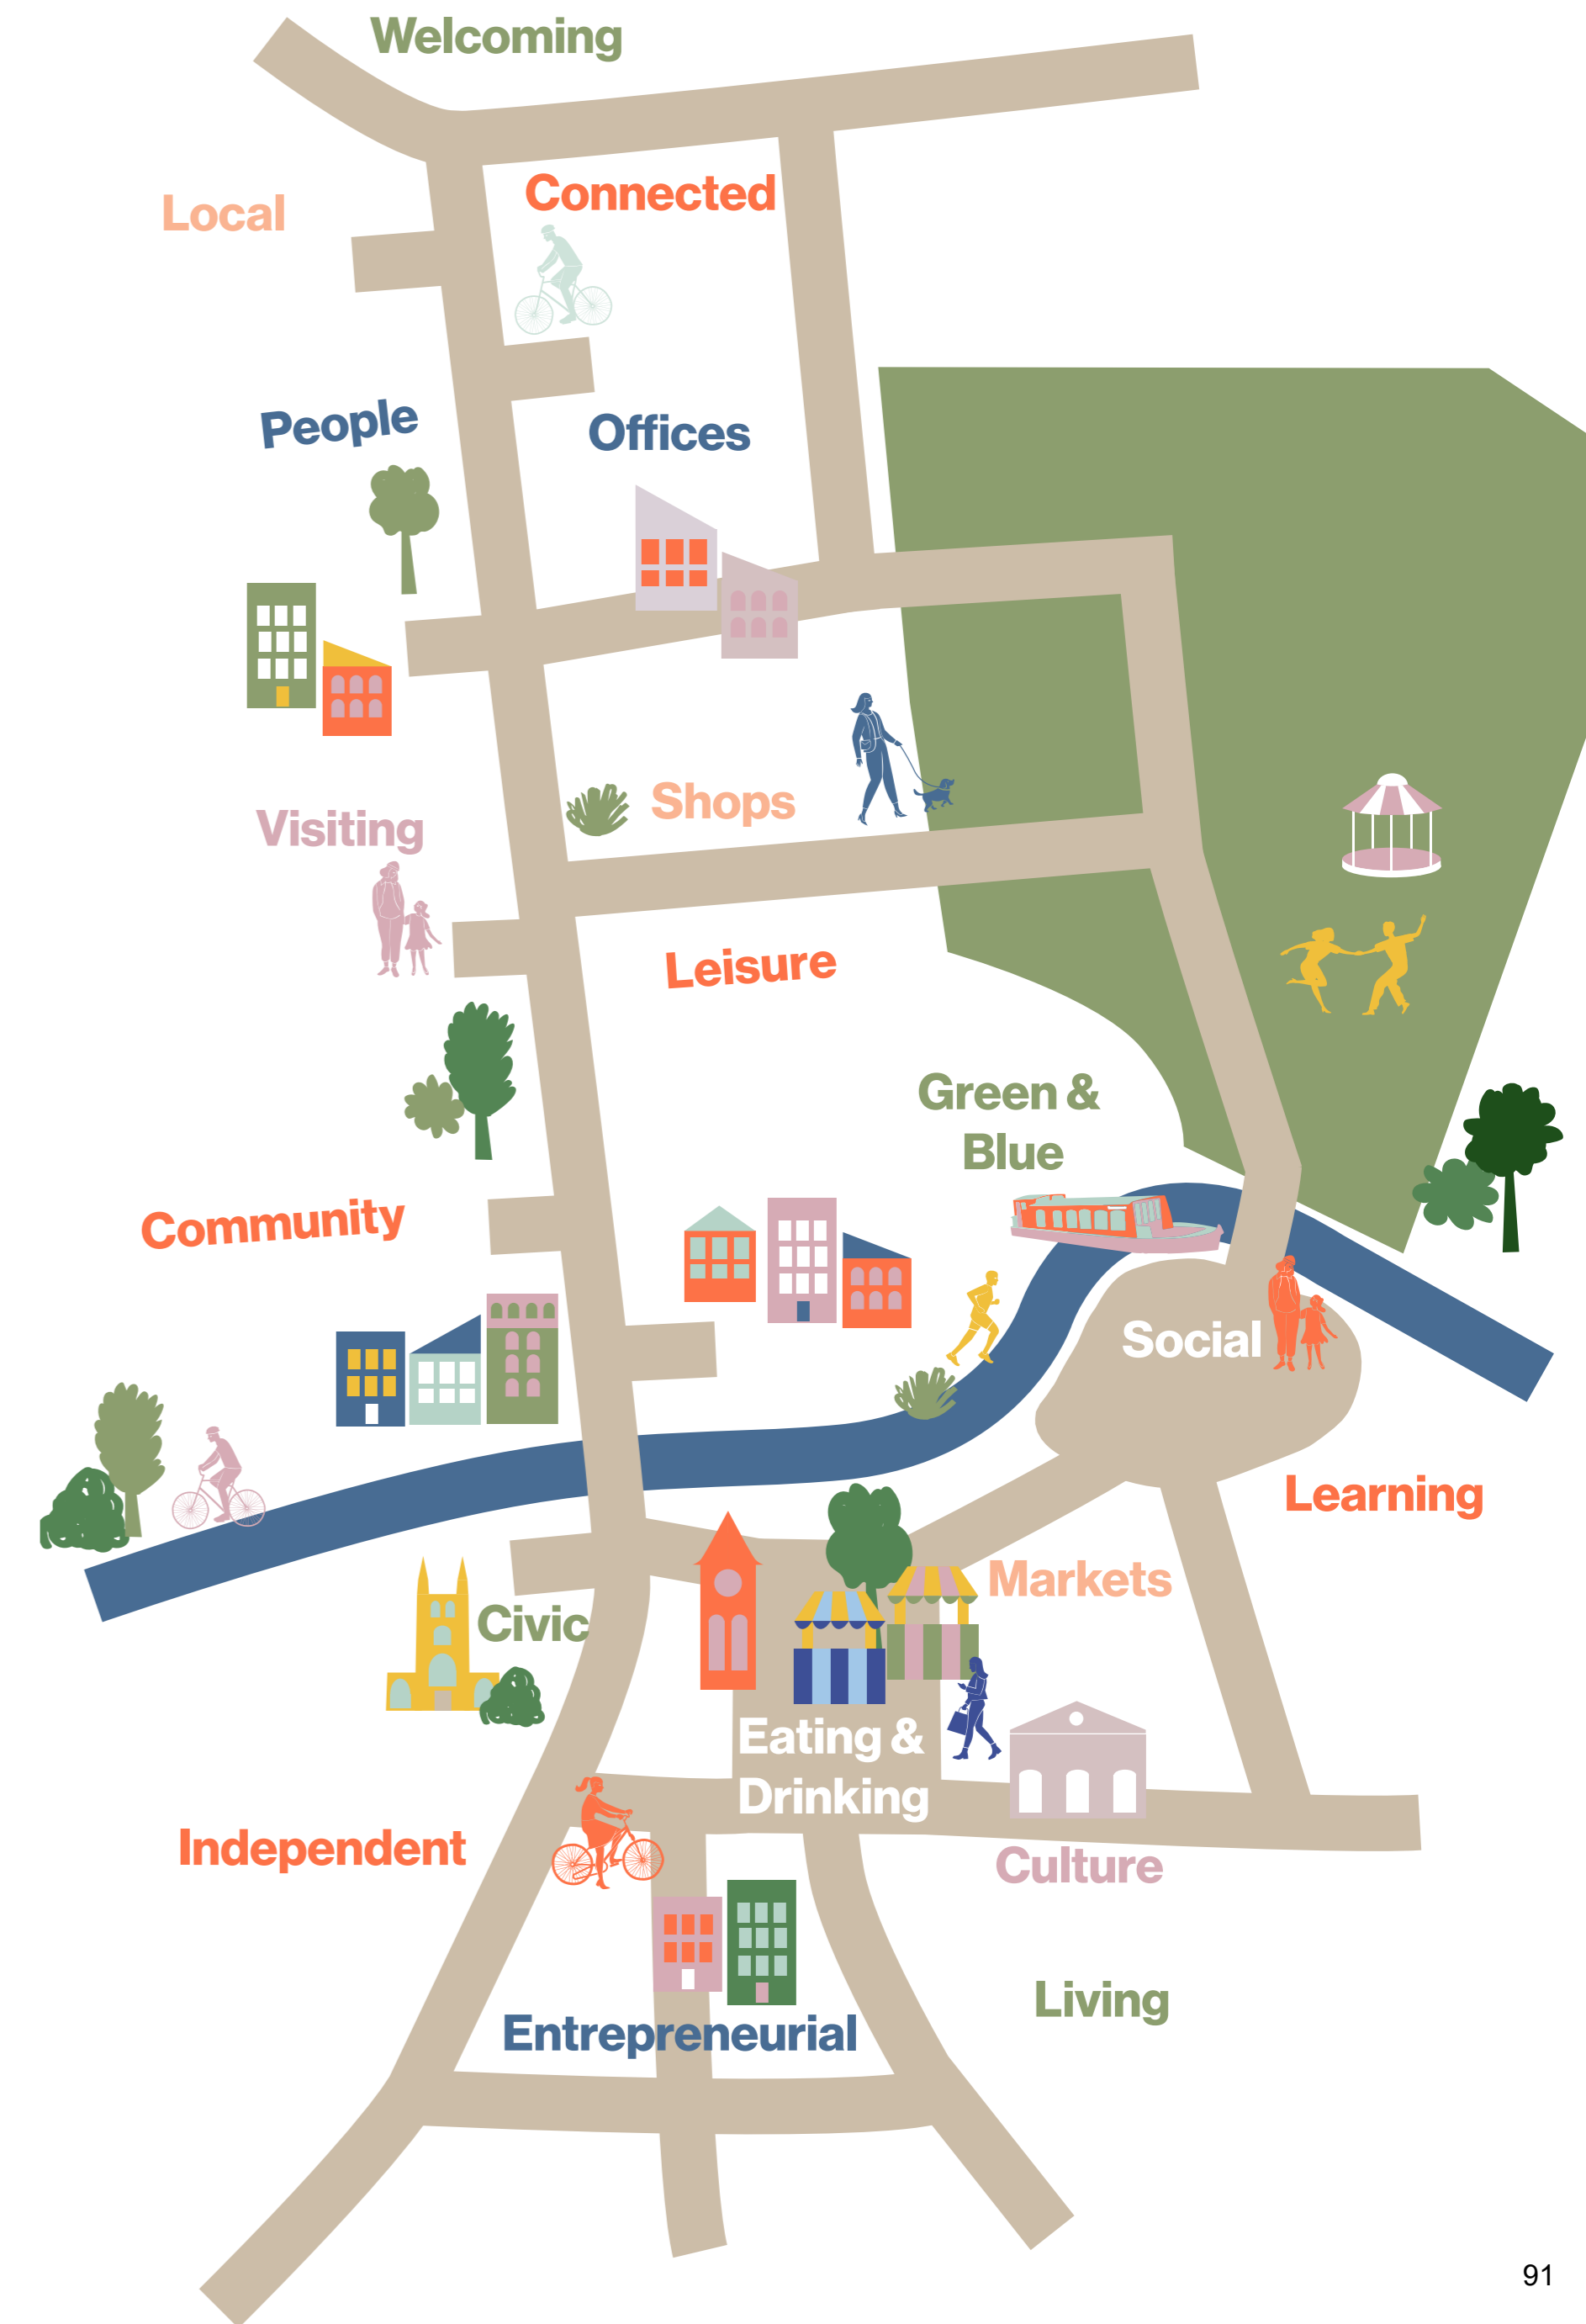 Welcoming
Connected
Local
People
Offices
Shops
Visiting
Leisure
Green &
Blue
Community
Social
Learning
Markets
Civic
Eating &
Drinking
Independent
Culture
Living
Entrepreneurial
91